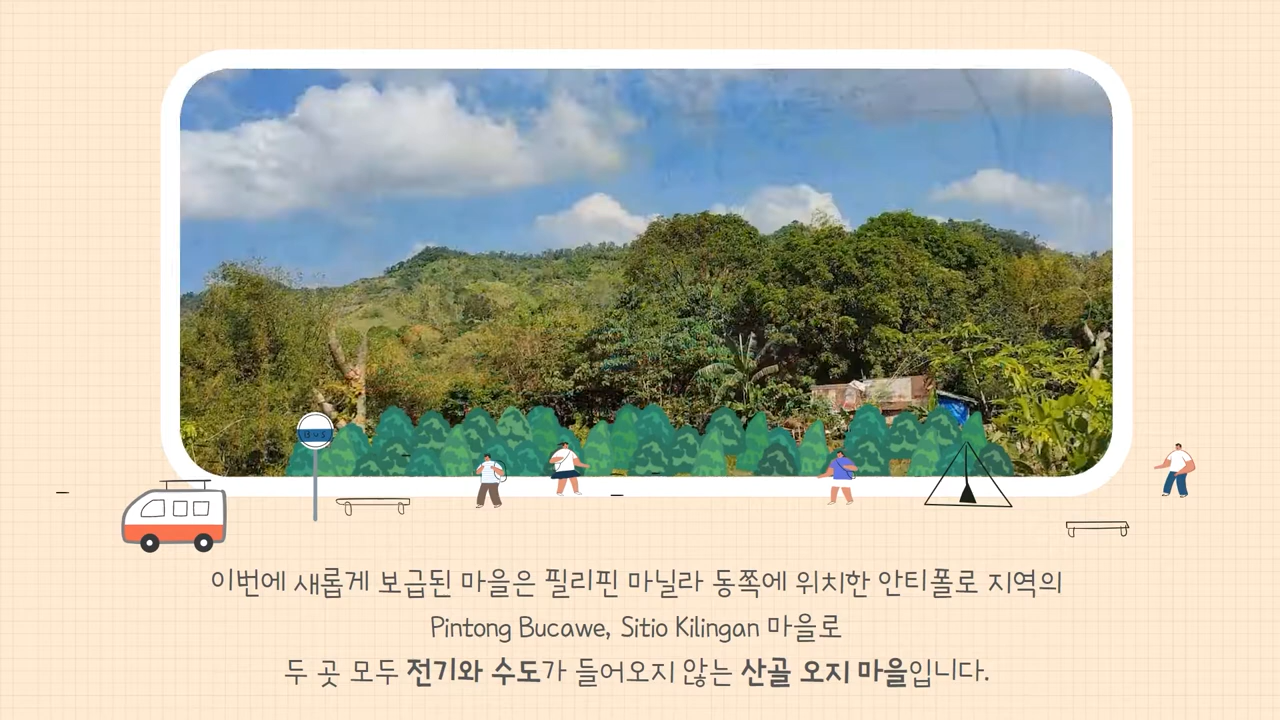 BUS
이번에 새롭게 보급된 마을은 필리핀 마닐라 동쪽에 위치한 안티폴로 지역의
Pintong Bucawe, Sitio Kilingan 마을로
두 곳 모두 전기와 수도가 들어오지 않는 산골 오지 마을입니다.